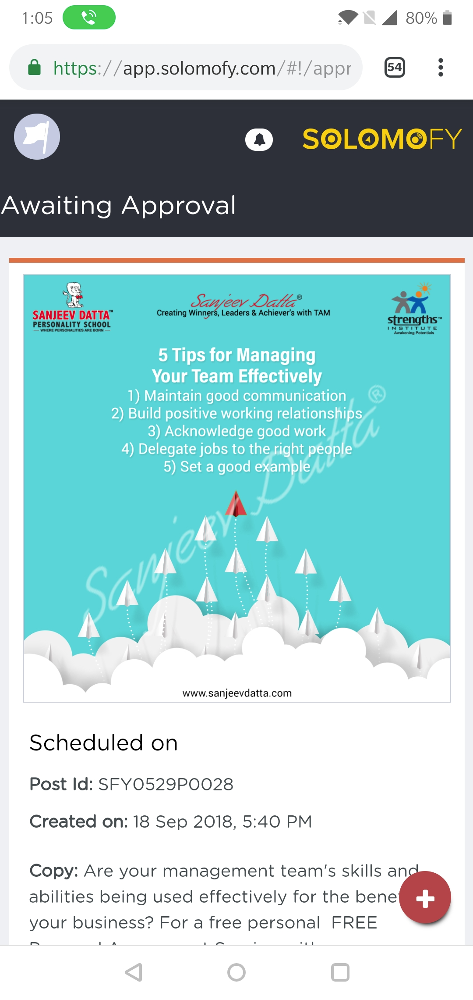 1:05
80%
https://app.solomofy.com/#!/appr
54
SOLOMOFY
Awaiting Approval
SANJEEV DATTA™
PERSONALITY SCHOOL
WHERE PERSONALITIES ARE BORN
Sanjeev Datta®
Creating Winners, Leaders & Achiever's with TAM
strengths™
INSTITUTE
Awakening Potentials
5 Tips for Managing
Your Team Effectively
1) Maintain good communication
2) Build positive working relationships
3) Acknowledge good work
4) Delegate jobs to the right people
5) Set a good example
Sanjeev Datta®
www.sanjeevdatta.com
Scheduled on
Post Id: SFY0529P0028
Created on: 18 Sep 2018, 5:40 PM
Copy: Are your management team's skills and
abilities being used effectively for the bene
your business? For a free personal  FREE